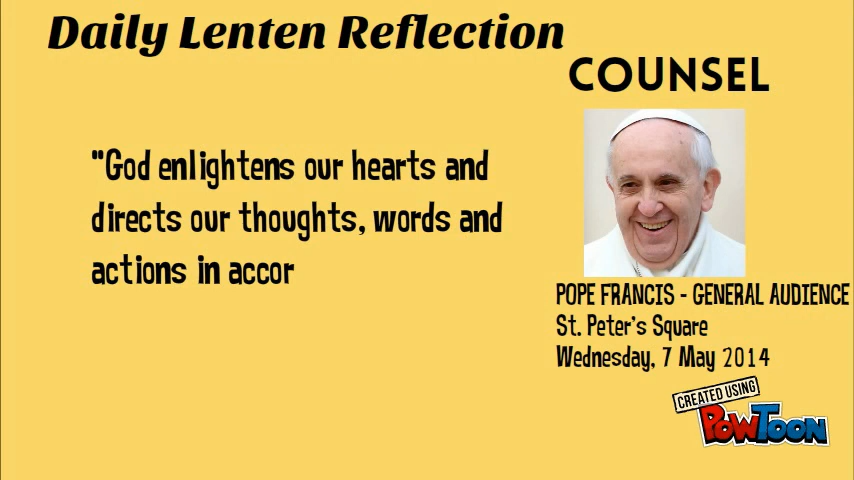 Daily Lenten Reflection
COUNSEL
"God enlightens our hearts and
directs our thoughts, words and
actions in accor
POPE FRANCIS - GENERAL AUDIENCE
St. Peter's Square
Wednesday, 7 May 2014
CREATED USING
POWTOON